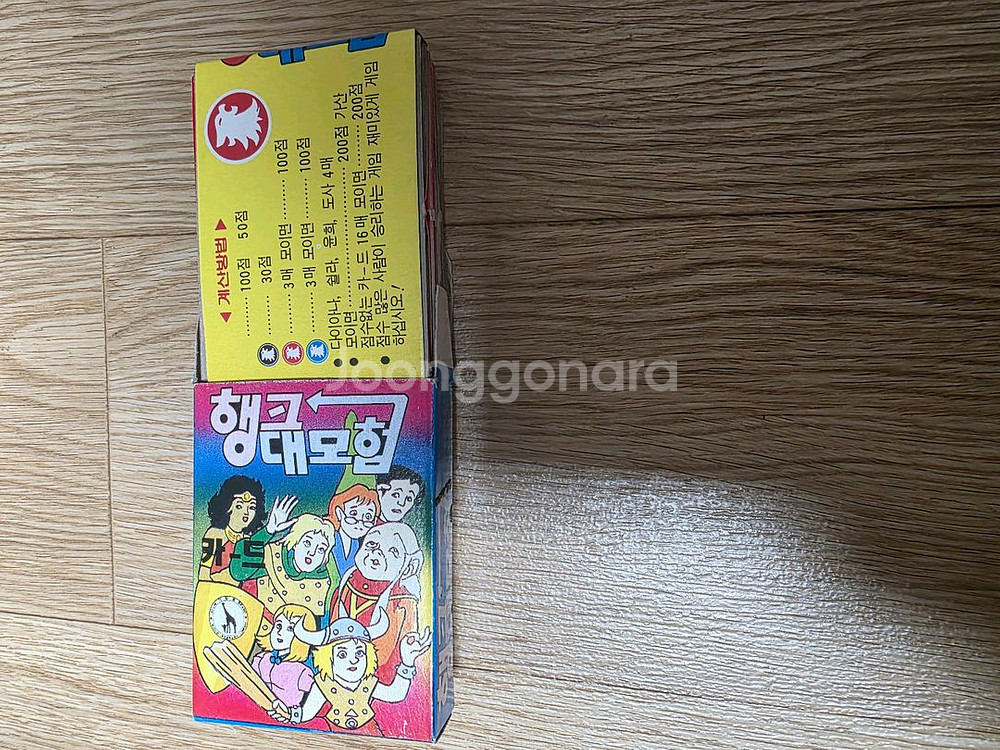 ◀ 계산방법 ▶
········ 100점 50점
········ 30점
········ 3매 모이면 ········ 100점
········ 3매 모이면 ········ 100점
● 다이아나, 쉴라, 윤희, 도사 4매
모이면 ···················· 200점 가산
● 점수없는 카-드 16매 모이면 ········ 200점
● 점수 많은 사람이 승리하는 게임 재미있게 게임
하십시오!
Joonggonara
행크
대모험
카-드